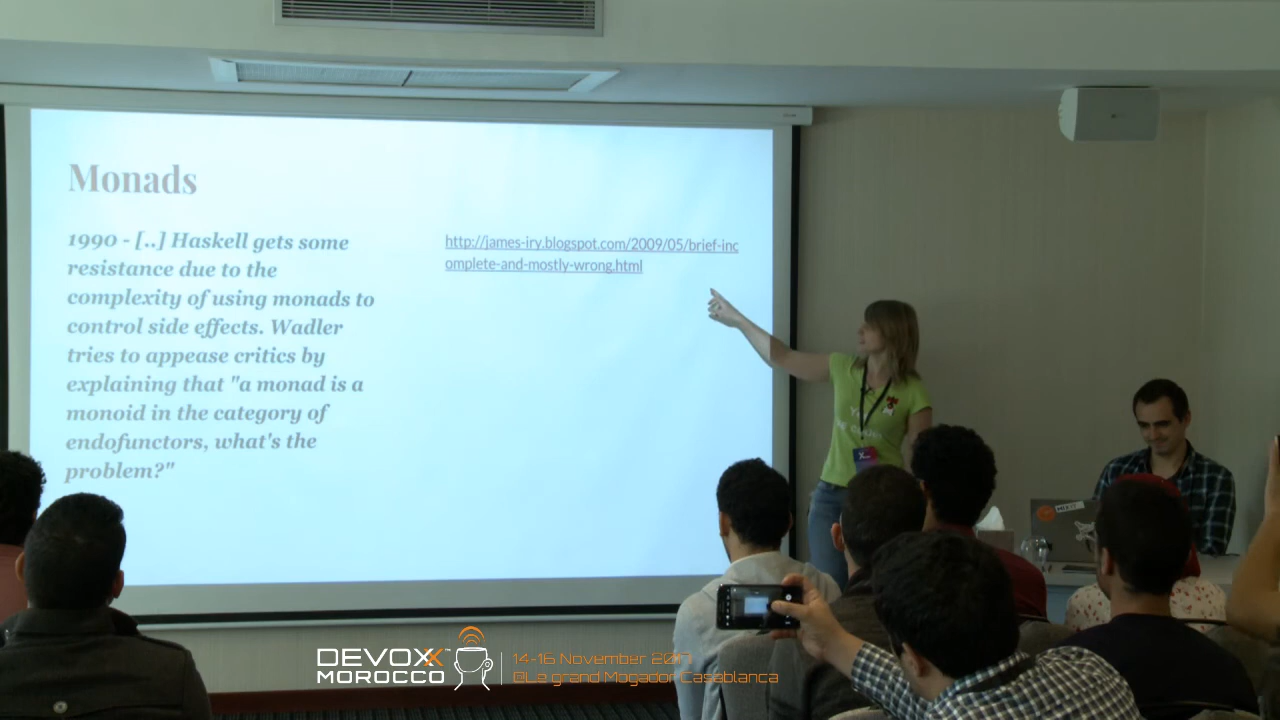 Monads
1990 - [..] Haskell gets some
resistance due to the
complexity of using monads to
control side effects. Wadler
tries to appease critics by
explaining that "a monad is a
monoid in the category of
endofunctors, what's the
problem?"
http://james-iry.blogspot.com/2009/05/brief-inc
omplete-and-mostly-wrong.html
DEVOXX
MOROCCO
14-16 November 2017
@Le grand Mogador Casablanca